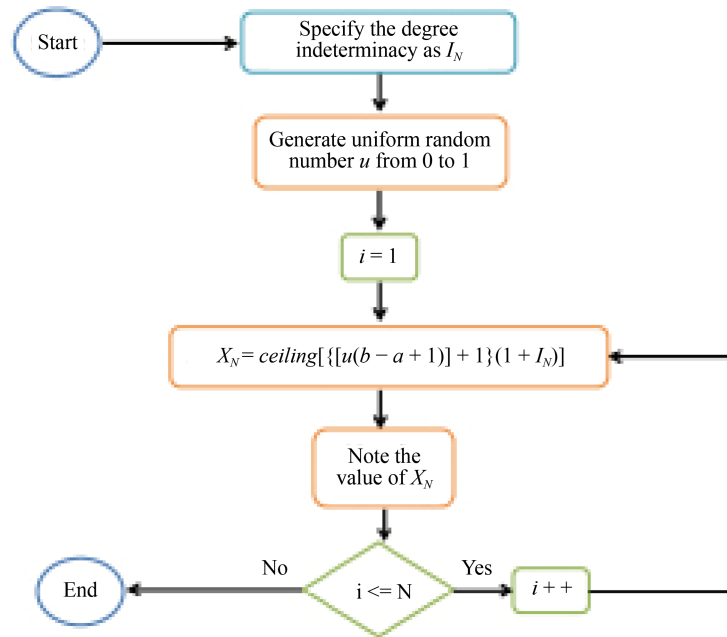 Start
Specify the degree
indeterminacy as I_N
Generate uniform random
number u from 0 to 1
i = 1
X_N = ceiling[{[u(b − a + 1)] + 1}(1 + I_N)]
Note the
value of X_N
No
Yes
End
i <= N
i + +